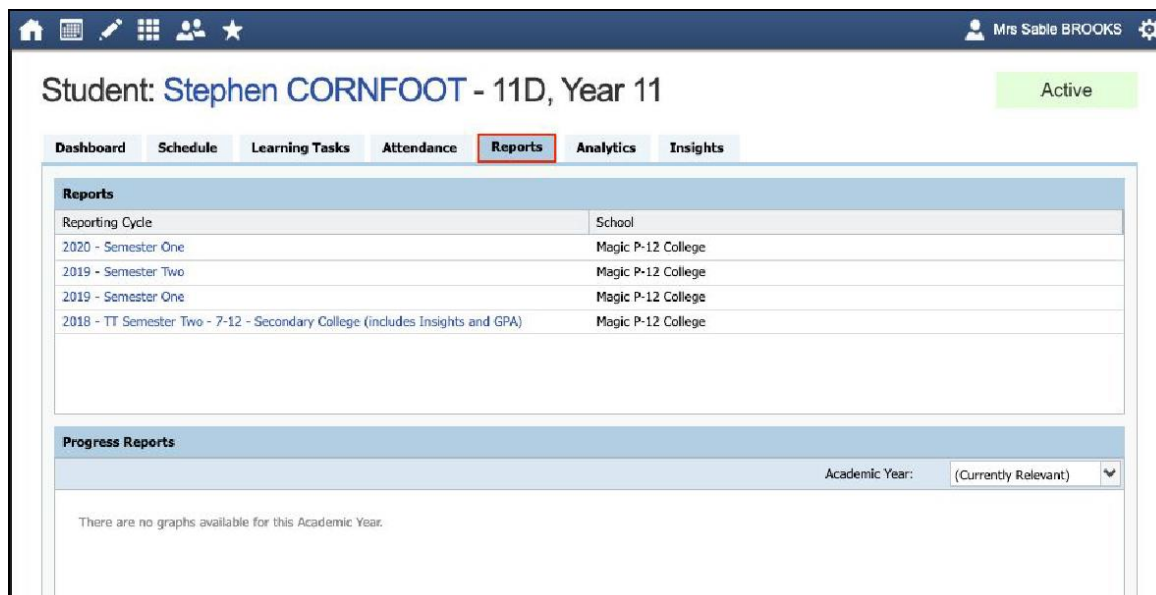 Mrs Sable BROOKS
Student: Stephen CORNFOOT - 11D, Year 11
Active
Dashboard Schedule Learning Tasks Attendance Reports Analytics Insights
Reports
Reporting Cycle School
2020 - Semester One Magic P-12 College
2019 - Semester Two Magic P-12 College
2019 - Semester One Magic P-12 College
2018 - TT Semester Two - 7-12 - Secondary College (includes Insights and GPA) Magic P-12 College
Progress Reports
Academic Year: (Currently Relevant)
There are no graphs available for this Academic Year.